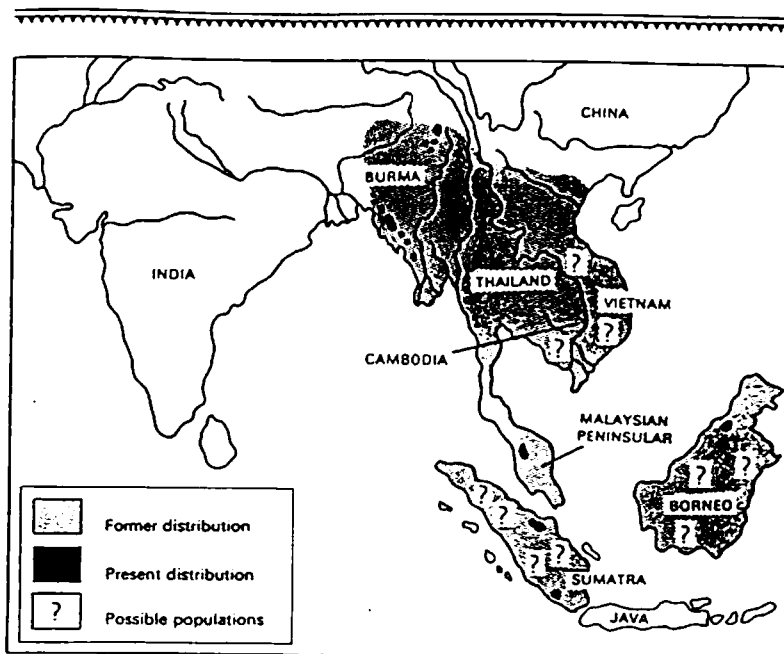 CHINA
BURMA
INDIA
?
THAILAND
VIETNAM
?
?
CAMBODIA
MALAYSIAN
PENINSULAR
?
?
?
?
BORNEO
?
?
?
SUMATRA
JAVA
Former distribution
Present distribution
? Possible populations